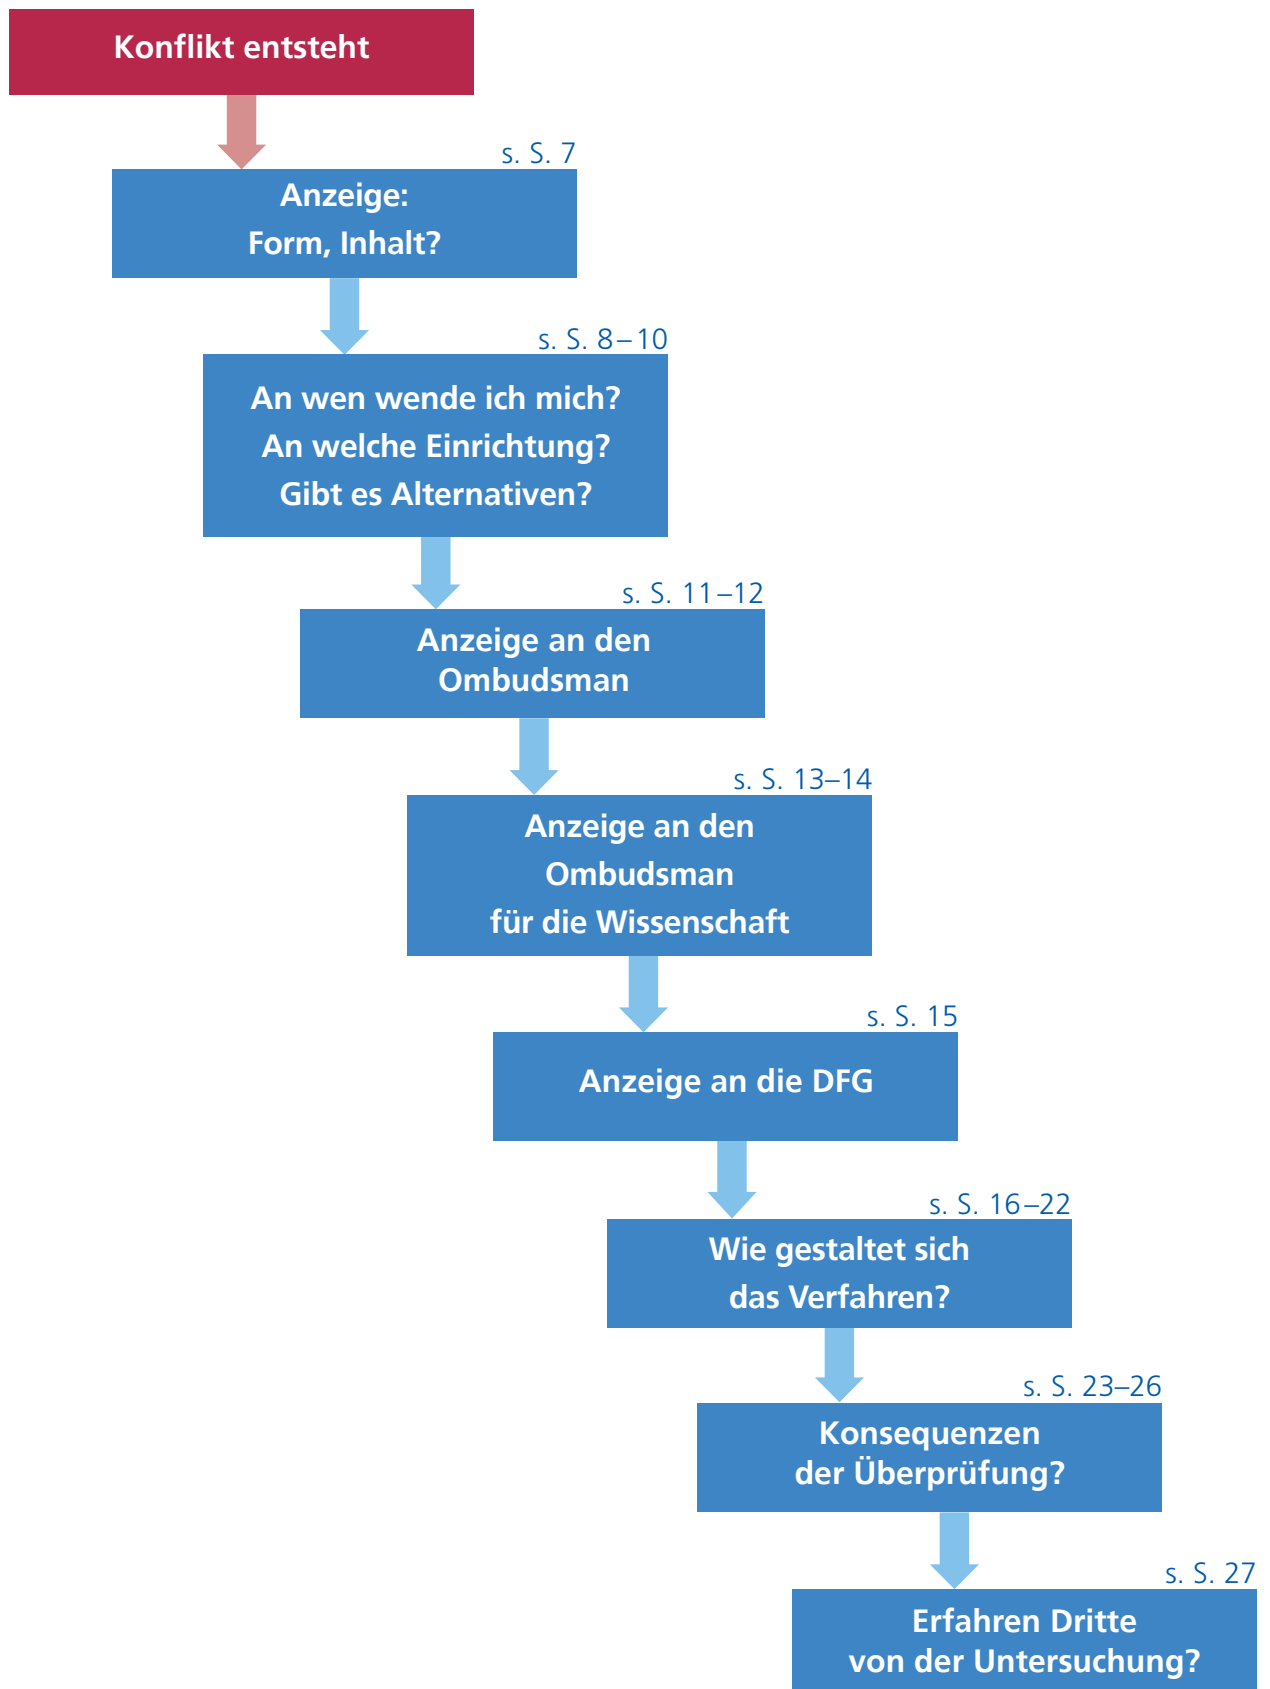 Konflikt entsteht
s. S. 7
Anzeige:
Form, Inhalt?
s. S. 8–10
An wen wende ich mich?
An welche Einrichtung?
Gibt es Alternativen?
s. S. 11–12
Anzeige an den
Ombudsman
s. S. 13–14
Anzeige an den
Ombudsman
für die Wissenschaft
s. S. 15
Anzeige an die DFG
s. S. 16–22
Wie gestaltet sich
das Verfahren?
s. S. 23–26
Konsequenzen
der Überprüfung?
s. S. 27
Erfahren Dritte
von der Untersuchung?